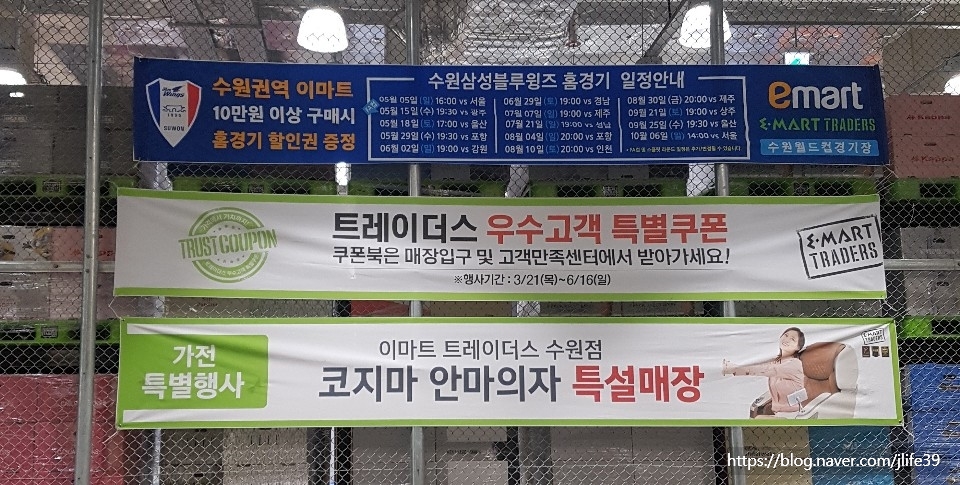 수원권역 이마트
10만원 이상 구매시
홈경기 할인권 증정
수원삼성블루윙즈 홈경기 일정안내
05월 05일 (일) 16:00 vs 서울
05월 15일 (수) 19:30 vs 광주
05월 18일 (토) 17:00 vs 울산
05월 29일 (수) 19:30 vs 포항
06월 02일 (일) 19:00 vs 강원
06월 29일 (토) 19:00 vs 경남
07월 07일 (일) 19:00 vs 제주
07월 21일 (일) 19:00 vs 성남
08월 04일 (일) 20:00 vs 포항
08월 10일 (토) 20:00 vs 인천
08월 30일 (금) 20:00 vs 제주
09월 21일 (토) 19:00 vs 상주
09월 25일 (수) 19:30 vs 울산
10월 06일 (일) 14:00 vs 서울
emart
E·MART TRADERS
수원월드컵경기장
WINGS
SUWON
TRUST COUPON
트레이더스 우수고객 특별쿠폰
쿠폰북은 매장입구 및 고객만족센터에서 받아가세요!
※행사기간 : 3/21(목)~6/16(일)
E·MART
TRADERS
가전
특별행사
이마트 트레이더스 수원점
코지마 안마의자 특설매장
E·MART
TRADERS
Kappa
https://blog.naver.com/jlife39